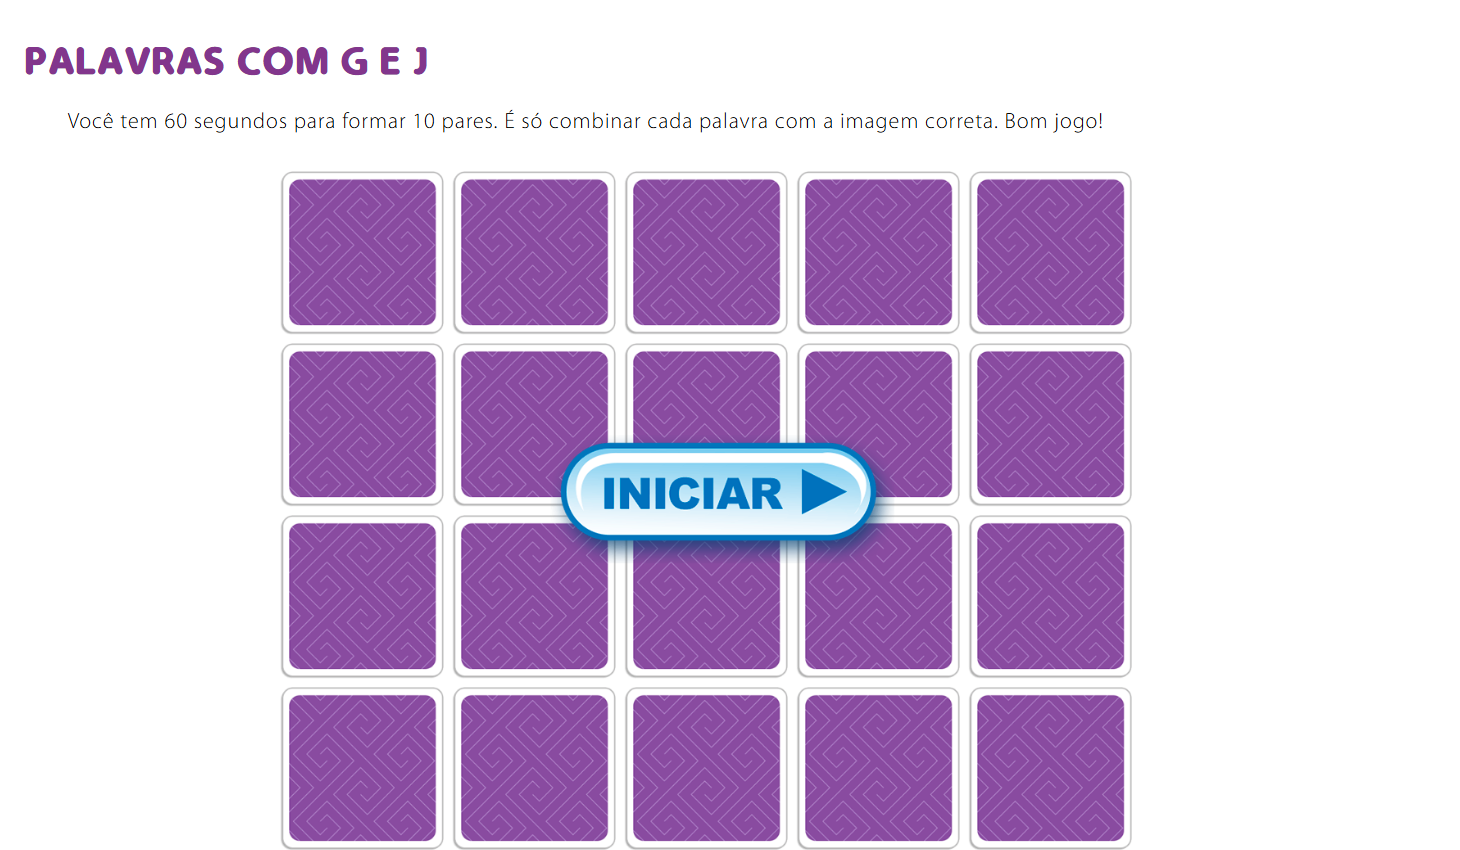 PALAVRAS COM G E J
Você tem 60 segundos para formar 10 pares. É só combinar cada palavra com a imagem correta. Bom jogo!
INICIAR